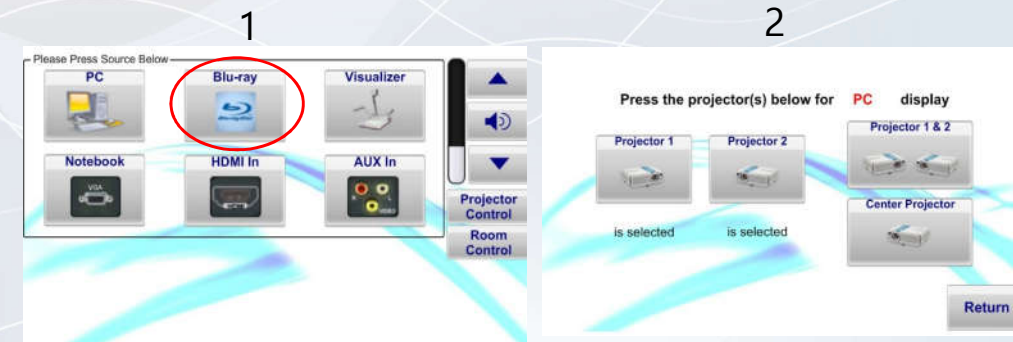 1
2
Please Press Source Below
PC
Blu-ray
Visualizer
Notebook
HDMI In
AUX In
VGA
Projector
Control
Room
Control
Press the projector(s) below for PC display
Projector 1
Projector 2
Projector 1 & 2
is selected
is selected
Center Projector
Return